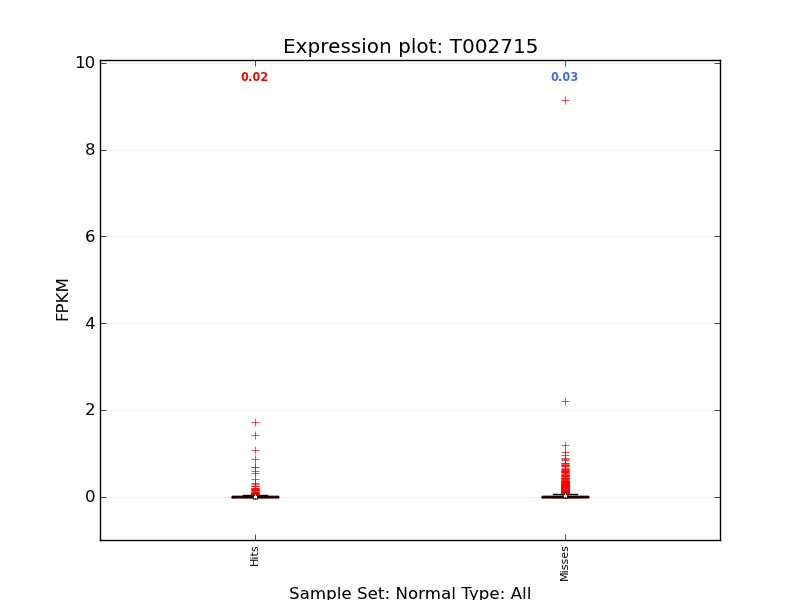 Expression plot: T002715
10
0.02
0.03
8
6
4
2
0
FPKM
Hits
Misses
Sample Set: Normal Type: All